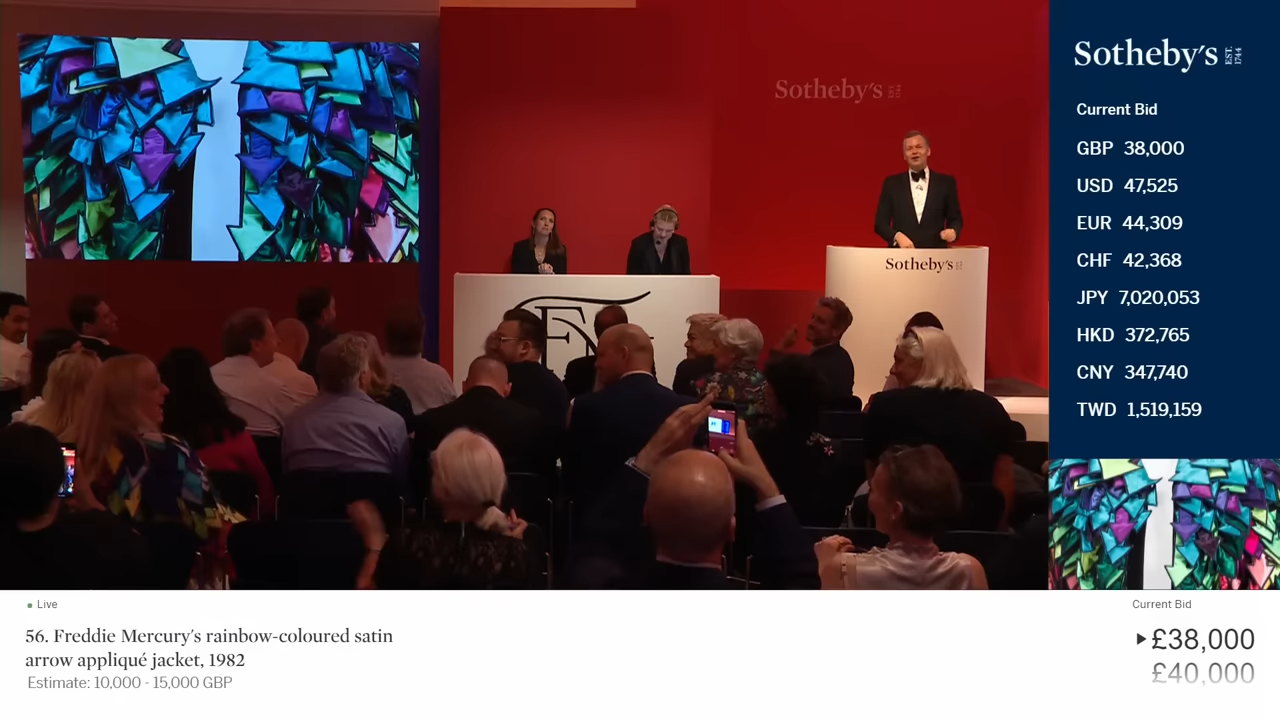 Sotheby's EST. 1744
Current Bid
GBP 38,000
USD 47,525
EUR 44,309
CHF 42,368
JPY 7,020,053
HKD 372,765
CNY 347,740
TWD 1,519,159
Sotheby's
Sotheby's
Live
56. Freddie Mercury's rainbow-coloured satin
arrow appliqué jacket, 1982
Estimate: 10,000 - 15,000 GBP
Current Bid
£38,000
£40,000